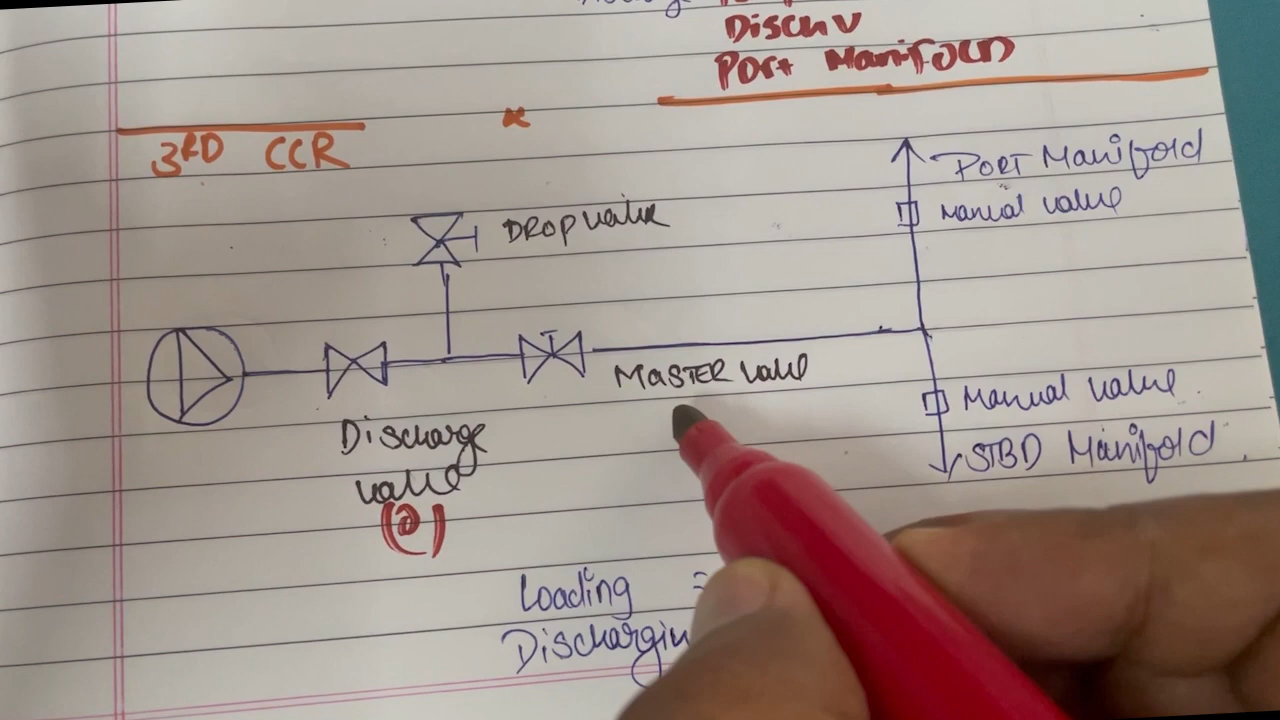 Disch V
Port Manifold
3RD CCR
PORT Manifold
Manual valve
DROP valve
MASTER valve
Manual valve
STBD Manifold
Discharge
valve
(2)
Loading =
Dischargin